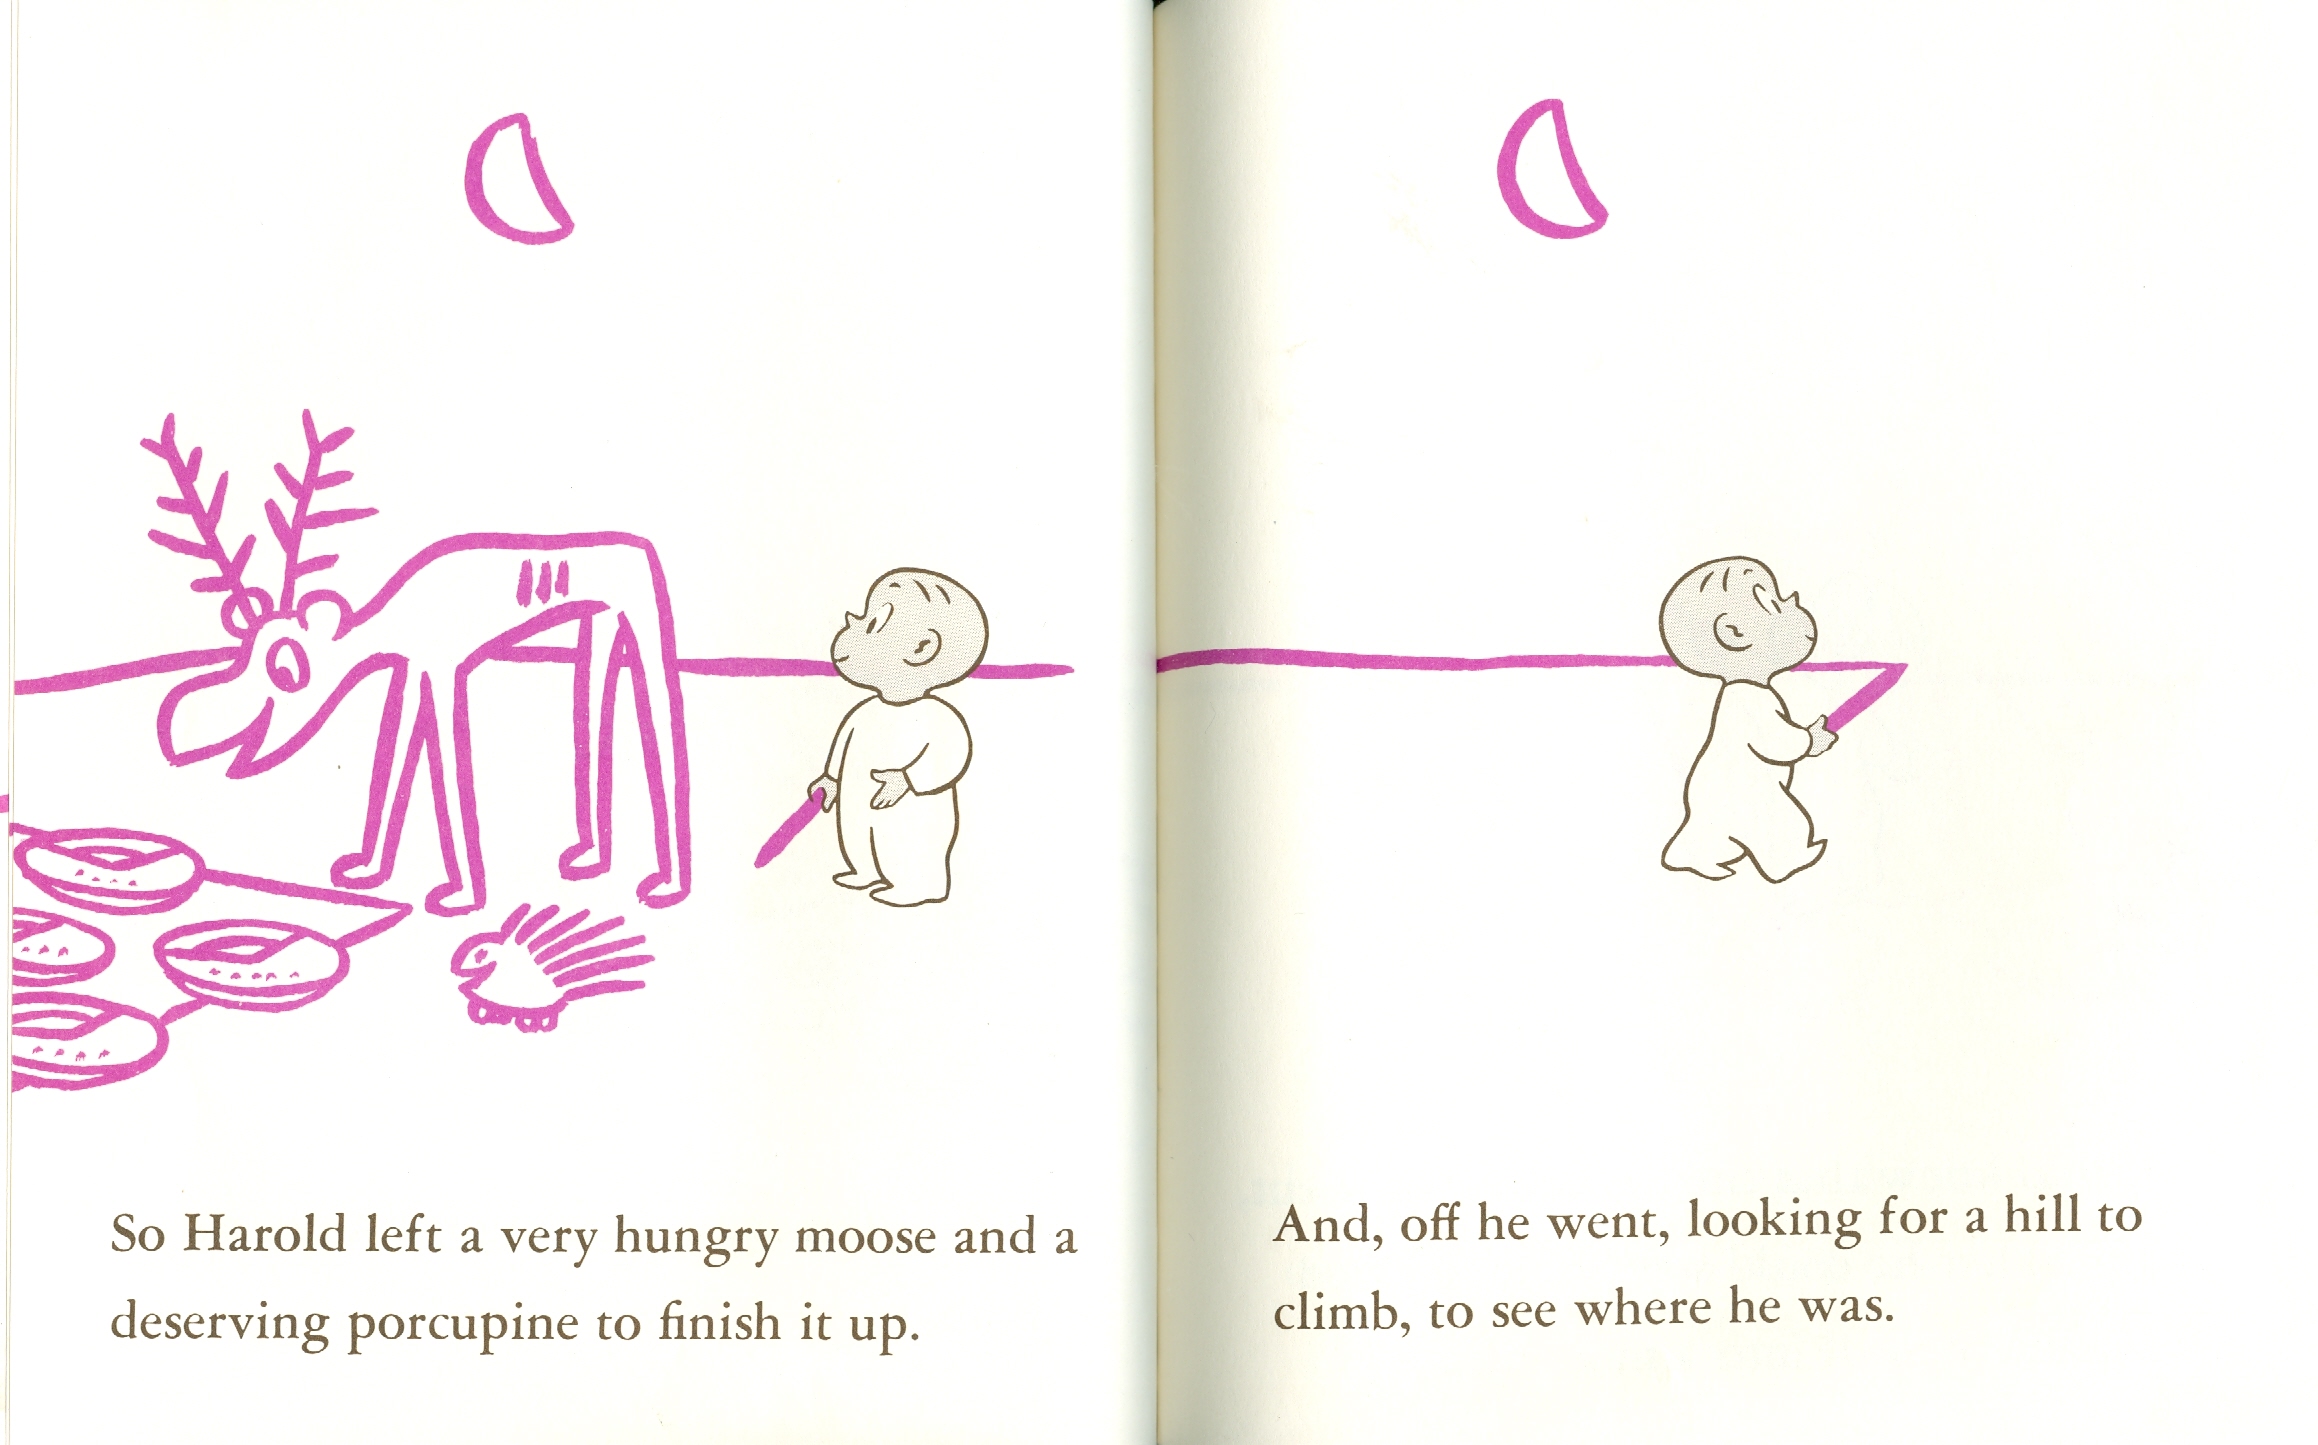 So Harold left a very hungry moose and a
deserving porcupine to finish it up.
And, off he went, looking for a hill to
climb, to see where he was.